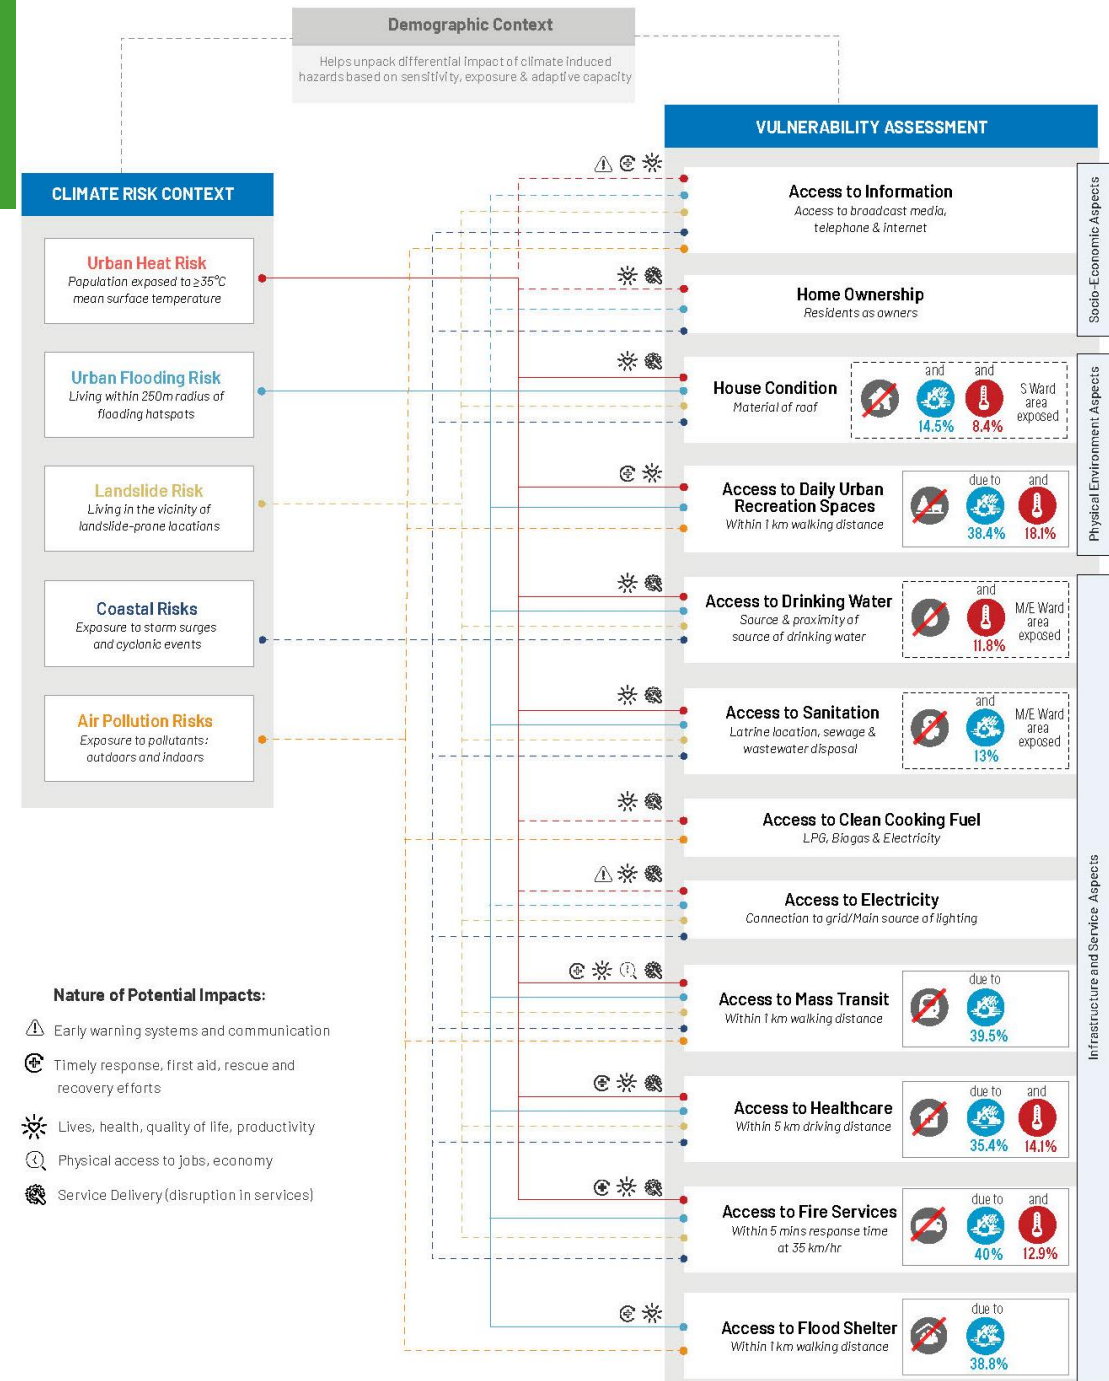 Demographic Context
Helps unpack differential impact of climate induced
hazards based on sensitivity, exposure & adaptive capacity
CLIMATE RISK CONTEXT
Urban Heat Risk
Population exposed to ≥35°C
mean surface temperature
Urban Flooding Risk
Living within 250m radius of
flooding hotspots
Landslide Risk
Living in the vicinity of
landslide-prone locations
Coastal Risks
Exposure to storm surges
and cyclonic events
Air Pollution Risks
Exposure to pollutants:
outdoors and indoors
Nature of Potential Impacts:
Early warning systems and communication
Timely response, first aid, rescue and
recovery efforts
Lives, health, quality of life, productivity
Physical access to jobs, economy
Service Delivery (disruption in services)
VULNERABILITY ASSESSMENT
Socio-Economic Aspects
Access to Information
Access to broadcast media,
telephone & internet
Home Ownership
Residents as owners
Physical Environment Aspects
House Condition
Material of roof
and and
14.5% 8.4%
S Ward
area
exposed
Access to Daily Urban
Recreation Spaces
Within 1 km walking distance
due to and
38.4% 18.1%
Infrastructure and Service Aspects
Access to Drinking Water
Source & proximity of
source of drinking water
and
11.8%
M/E Ward
area
exposed
Access to Sanitation
Latrine location, sewage &
wastewater disposal
and
13%
M/E Ward
area
exposed
Access to Clean Cooking Fuel
LPG, Biogas & Electricity
Access to Electricity
Connection to grid/Main source of lighting
Access to Mass Transit
Within 1 km walking distance
due to
39.5%
Access to Healthcare
Within 5 km driving distance
due to and
35.4% 14.1%
Access to Fire Services
Within 5 mins response time
at 35 km/hr
due to and
40% 12.9%
Access to Flood Shelter
Within 1 km walking distance
due to
38.8%